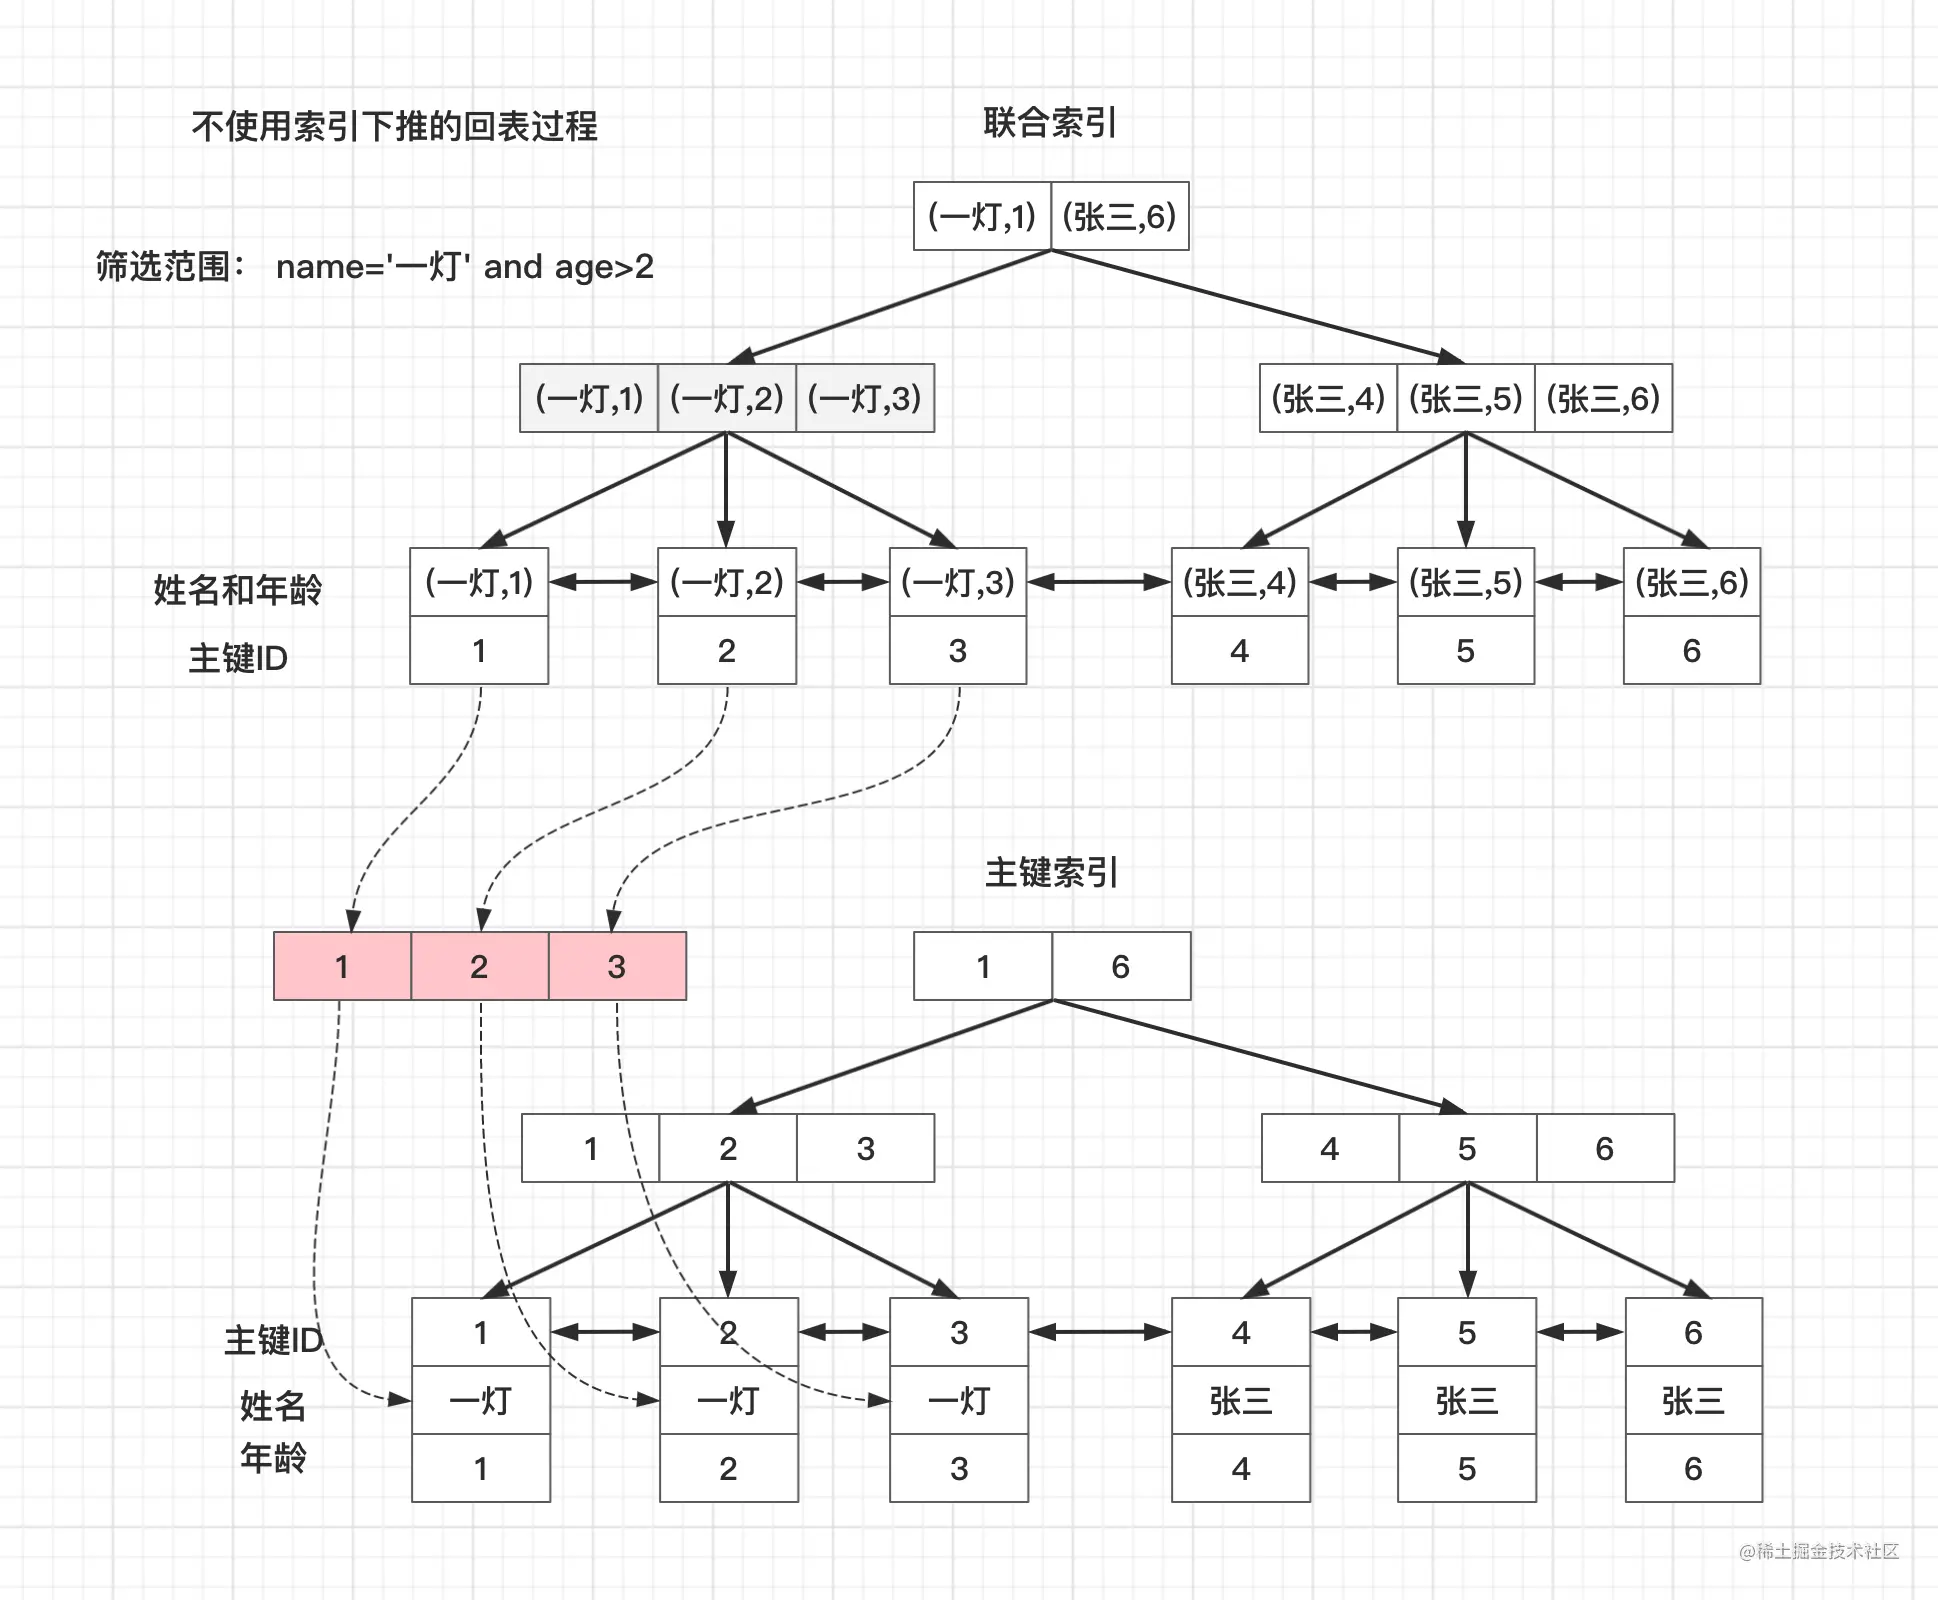 不使用索引下推的回表过程
联合索引
(一灯,1) (张三,6)
筛选范围： name='一灯' and age>2
(一灯,1) (一灯,2) (一灯,3) (张三,4) (张三,5) (张三,6)
姓名和年龄 (一灯,1) (一灯,2) (一灯,3) (张三,4) (张三,5) (张三,6)
主键ID 1 2 3 4 5 6
主键索引
1 2 3 1 6
1 2 3 4 5 6
主键ID 1 2 3 4 5 6
姓名 一灯 一灯 一灯 张三 张三 张三
年龄 1 2 3 4 5 6
@稀土掘金技术社区